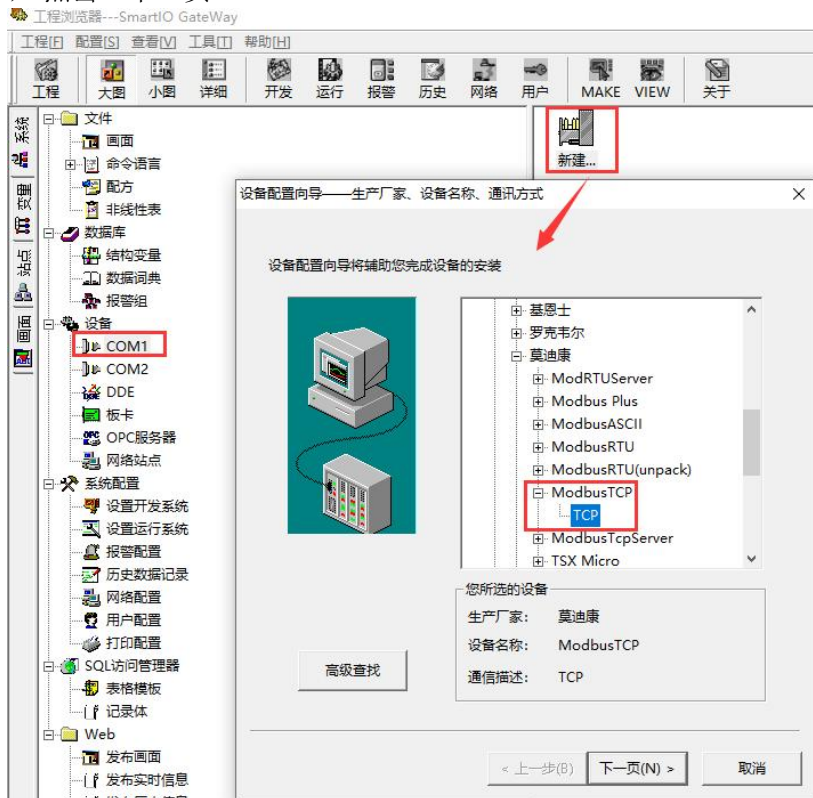 工程浏览器---SmartIO GateWay
工程[F] 配置[S] 查看[V] 工具[T] 帮助[H]
工程 大图 小图 详细 开发 运行 报警 历史 网络 用户 MAKE VIEW 关于
系统
变量
站点
画面
文件
画面
命令语言
配方
非线性表
数据库
结构变量
数据词典
报警组
设备
COM1
COM2
DDE
板卡
OPC服务器
网络站点
系统配置
设置开发系统
设置运行系统
报警配置
历史数据记录
网络配置
用户配置
打印配置
SQL访问管理器
表格模板
记录体
Web
发布画面
发布实时信息
新建...
设备配置向导——生产厂家、设备名称、通讯方式
设备配置向导将辅助您完成设备的安装
基恩士
罗克韦尔
莫迪康
ModRTUServer
Modbus Plus
ModbusASCII
ModbusRTU
ModbusRTU(unpack)
ModbusTCP
TCP
ModbusTcpServer
TSX Micro
您所选的设备
生产厂家: 莫迪康
设备名称: ModbusTCP
通信描述: TCP
高级查找
< 上一步(B) 下一页(N) > 取消